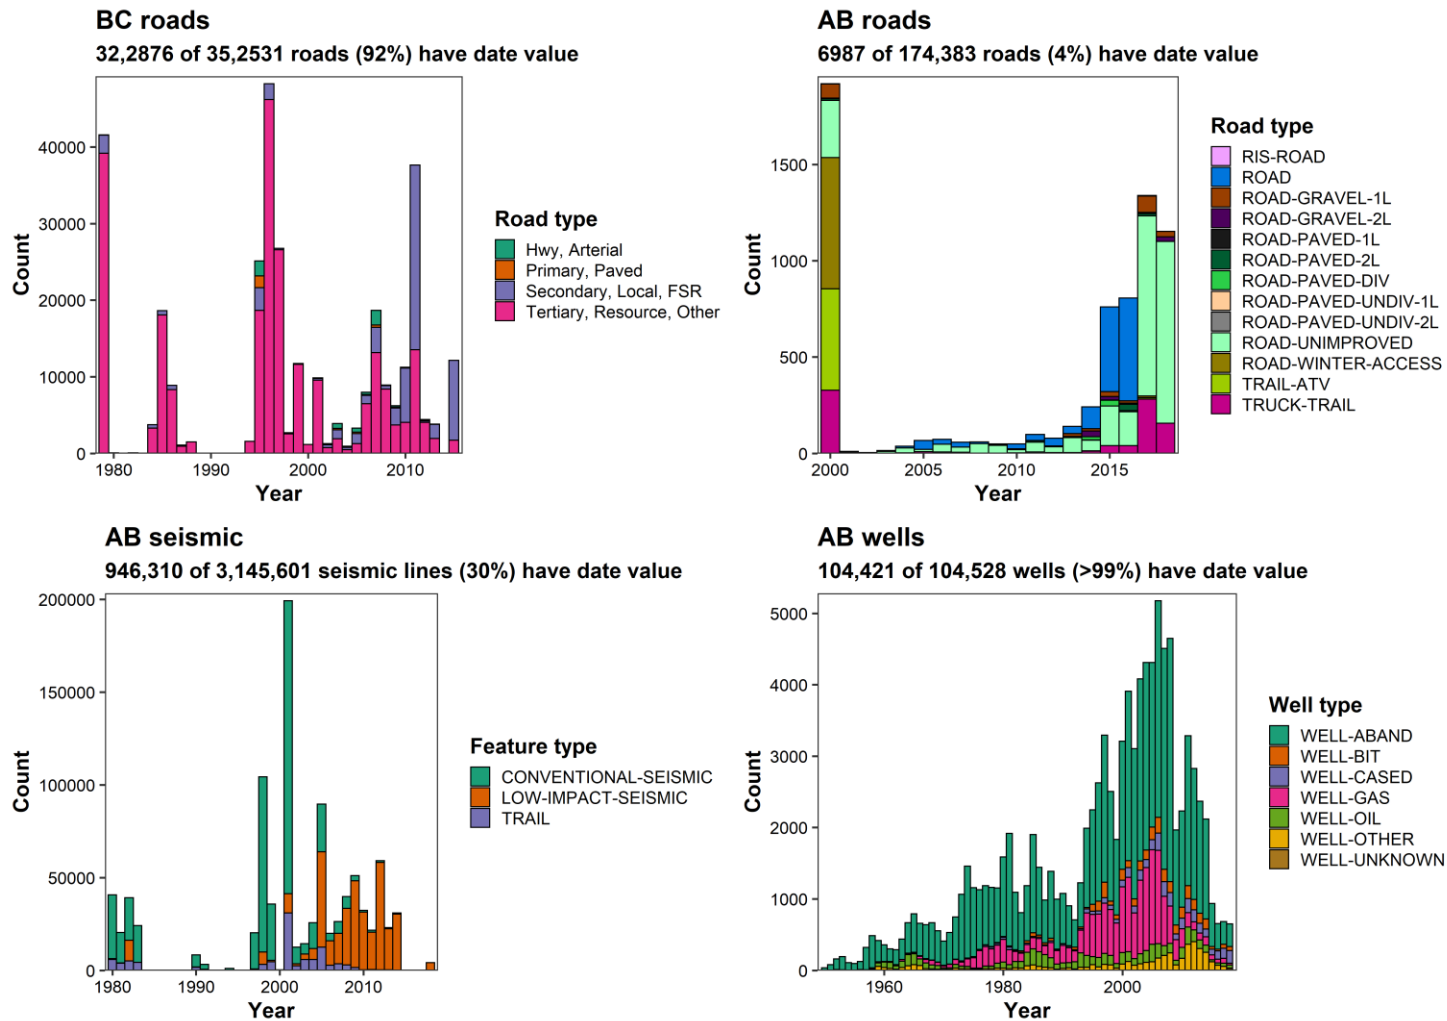 BC roads
32,2876 of 35,2531 roads (92%) have date value
40000
30000
20000
10000
0
Count
1980
1990
2000
2010
Year
Road type
Hwy, Arterial
Primary, Paved
Secondary, Local, FSR
Tertiary, Resource, Other
AB roads
6987 of 174,383 roads (4%) have date value
1500
1000
500
0
Count
2000
2005
2010
2015
Year
Road type
RIS-ROAD
ROAD
ROAD-GRAVEL-1L
ROAD-GRAVEL-2L
ROAD-PAVED-1L
ROAD-PAVED-2L
ROAD-PAVED-DIV
ROAD-PAVED-UNDIV-1L
ROAD-PAVED-UNDIV-2L
ROAD-UNIMPROVED
ROAD-WINTER-ACCESS
TRAIL-ATV
TRUCK-TRAIL
AB seismic
946,310 of 3,145,601 seismic lines (30%) have date value
200000
150000
100000
50000
0
Count
1980
1990
2000
2010
Year
Feature type
CONVENTIONAL-SEISMIC
LOW-IMPACT-SEISMIC
TRAIL
AB wells
104,421 of 104,528 wells (>99%) have date value
5000
4000
3000
2000
1000
0
Count
1960
1980
2000
Year
Well type
WELL-ABAND
WELL-BIT
WELL-CASED
WELL-GAS
WELL-OIL
WELL-OTHER
WELL-UNKNOWN